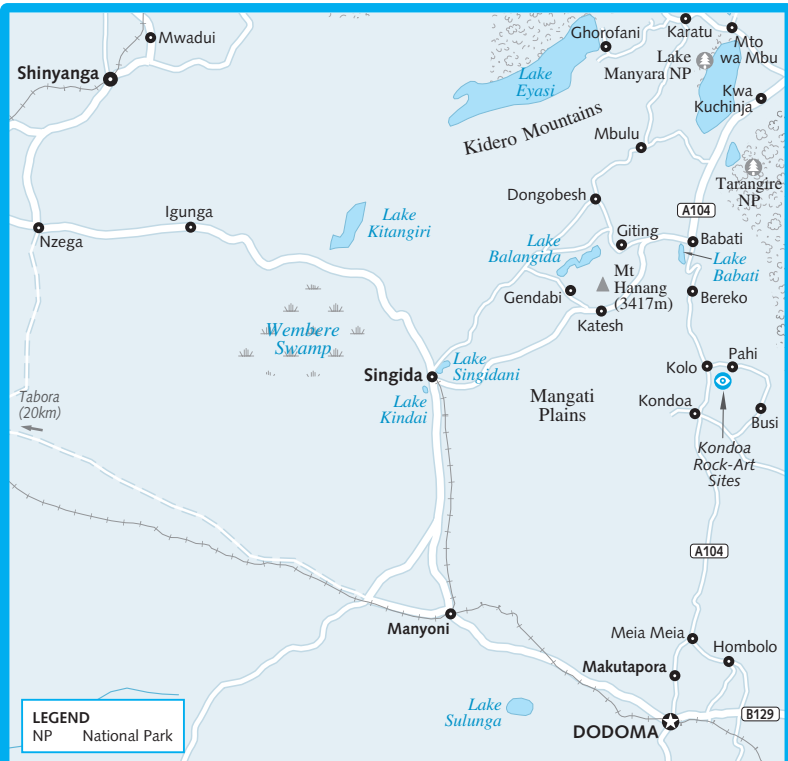 Mwadui
Shinyanga
Ghorofani
Karatu
Mto
wa Mbu
Lake
Manyara NP
Lake
Eyasi
Kwa
Kuchinja
Kidero Mountains
Mbulu
Tarangire
NP
Dongobesh
A104
Igunga
Lake
Kitangiri
Nzega
Giting
Babati
Lake
Balangida
Lake
Babati
Mt
Hanang
(3417m)
Gendabi
Bereko
Katesh
Wembere
Swamp
Singida
Lake
Singidani
Kolo
Pahi
Tabora
(20km)
Lake
Kindai
Mangati
Plains
Kondoa
Busi
Kondoa
Rock-Art
Sites
A104
Manyoni
Meia Meia
Hombolo
Makutapora
Lake
Sulunga
B129
DODOMA
LEGEND
NP National Park